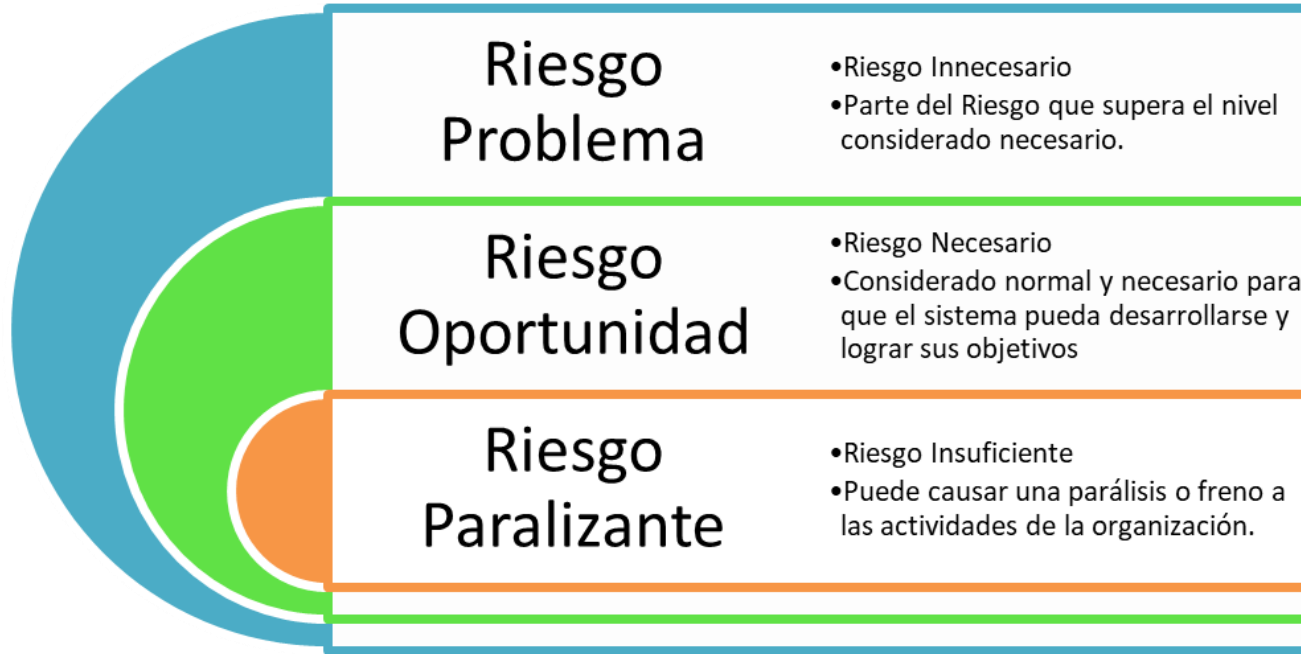 Riesgo
Problema
•Riesgo Innecesario
•Parte del Riesgo que supera el nivel
considerado necesario.
Riesgo
Oportunidad
•Riesgo Necesario
•Considerado normal y necesario para
que el sistema pueda desarrollarse y
lograr sus objetivos
Riesgo
Paralizante
•Riesgo Insuficiente
•Puede causar una parálisis o freno a
las actividades de la organización.